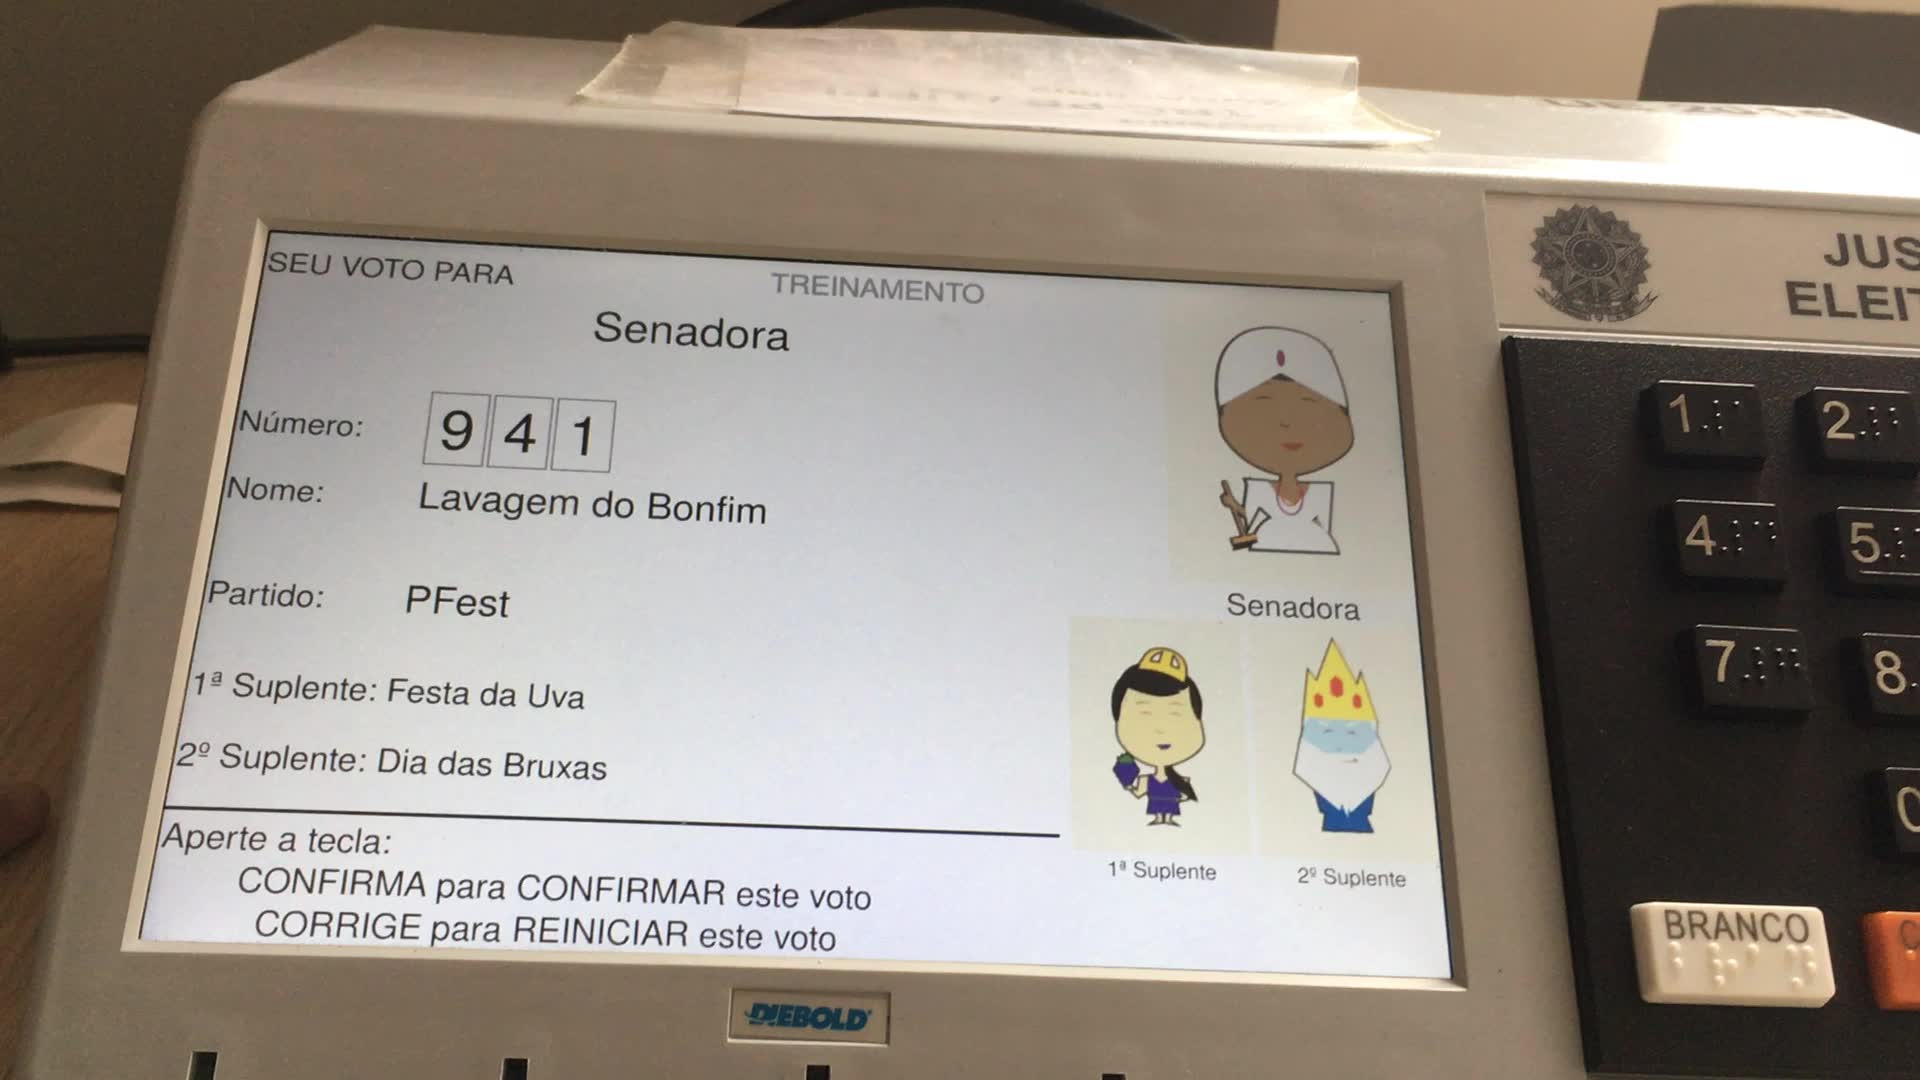 SEU VOTO PARA
TREINAMENTO
Senadora
Número: 9 4 1
Nome: Lavagem do Bonfim
Partido: PFest
1ª Suplente: Festa da Uva
2º Suplente: Dia das Bruxas
Aperte a tecla:
CONFIRMA para CONFIRMAR este voto
CORRIGE para REINICIAR este voto
Senadora
1ª Suplente
2º Suplente
DIEBOLD
JUS
ELEIT
1
2
4
5
7
8
0
BRANCO
C